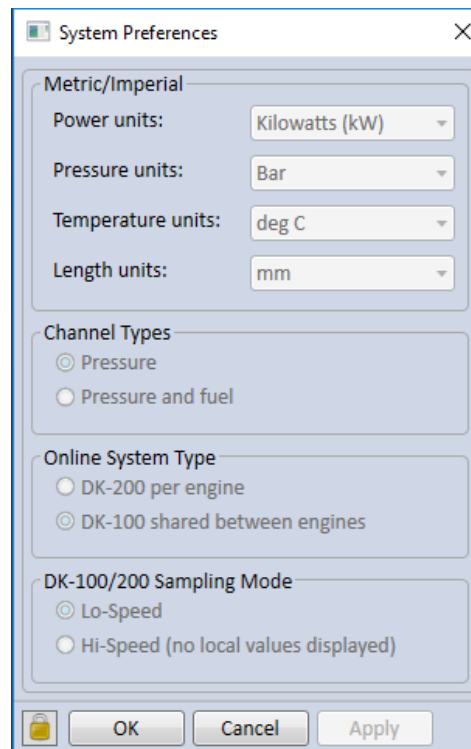 System Preferences
Metric/Imperial
Power units: Kilowatts (kW)
Pressure units: Bar
Temperature units: deg C
Length units: mm
Channel Types
Pressure
Pressure and fuel
Online System Type
DK-200 per engine
DK-100 shared between engines
DK-100/200 Sampling Mode
Lo-Speed
Hi-Speed (no local values displayed)
OK Cancel Apply